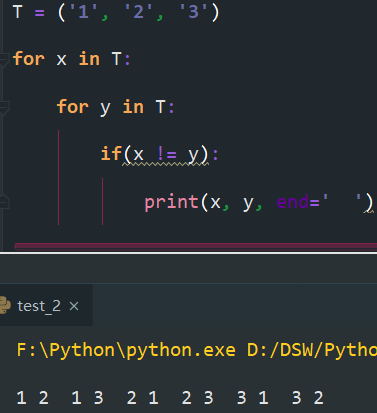 T = ('1', '2', '3')
for x in T:
for y in T:
if(x != y):
print(x, y, end='  ')
test_2 ×
F:\Python\python.exe D:/DSW/Pytho
1 2  1 3  2 1  2 3  3 1  3 2